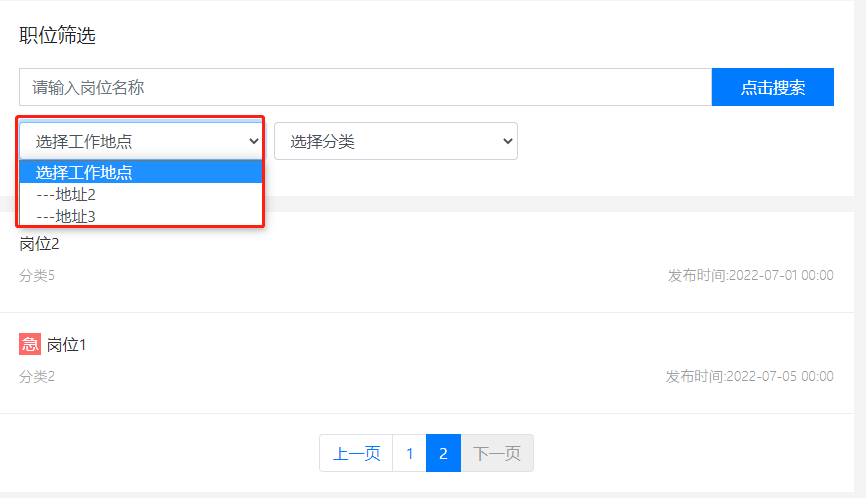 职位筛选
请输入岗位名称 点击搜索
选择工作地点 选择分类
选择工作地点
---地址2
---地址3
岗位2
分类5 发布时间:2022-07-01 00:00
急 岗位1
分类2 发布时间:2022-07-05 00:00
上一页 1 2 下一页